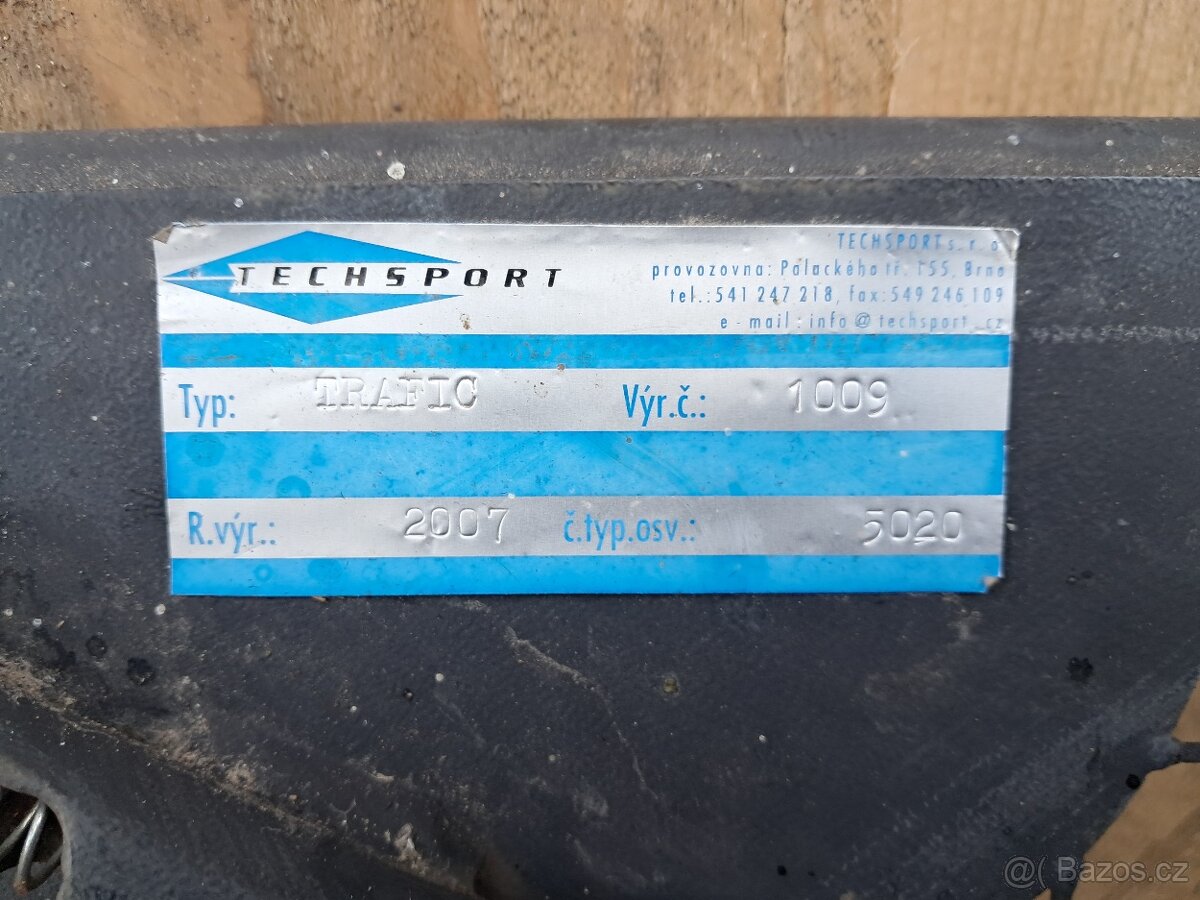 TECHSPORT
TECHSPORT s.r.o
provozovna: Palackého tř. 155, Brno
tel.: 541 247 218, fax: 549 246 109
e-mail: info@techsport.cz
Typ: TRAFIC Výr.č.: 1009
R.výr.: 2007 č.typ.osv.: 5020
@( Bazos.cz